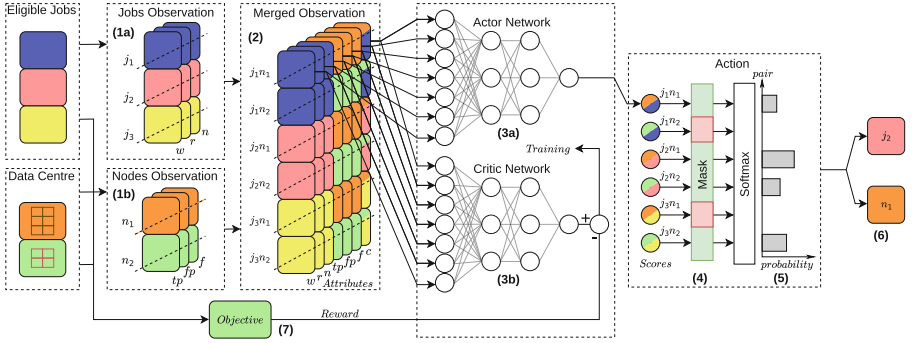 Eligible Jobs
Jobs Observation
(1a)
j₁
j₂
j₃
w
r
n
Data Centre
Nodes Observation
(1b)
n₁
n₂
tp
fp
f
Merged Observation
(2)
j₁n₁
j₁n₂
j₂n₁
j₂n₂
j₃n₁
j₃n₂
w r n tp fp f c
Attributes
Actor Network
(3a)
Training
Critic Network
(3b)
+
-
Objective
(7)
Reward
Action
j₁n₁
j₁n₂
j₂n₁
j₂n₂
j₃n₁
j₃n₂
Scores
Mask
(4)
Softmax
pair
probability
(5)
j₂
n₁
(6)